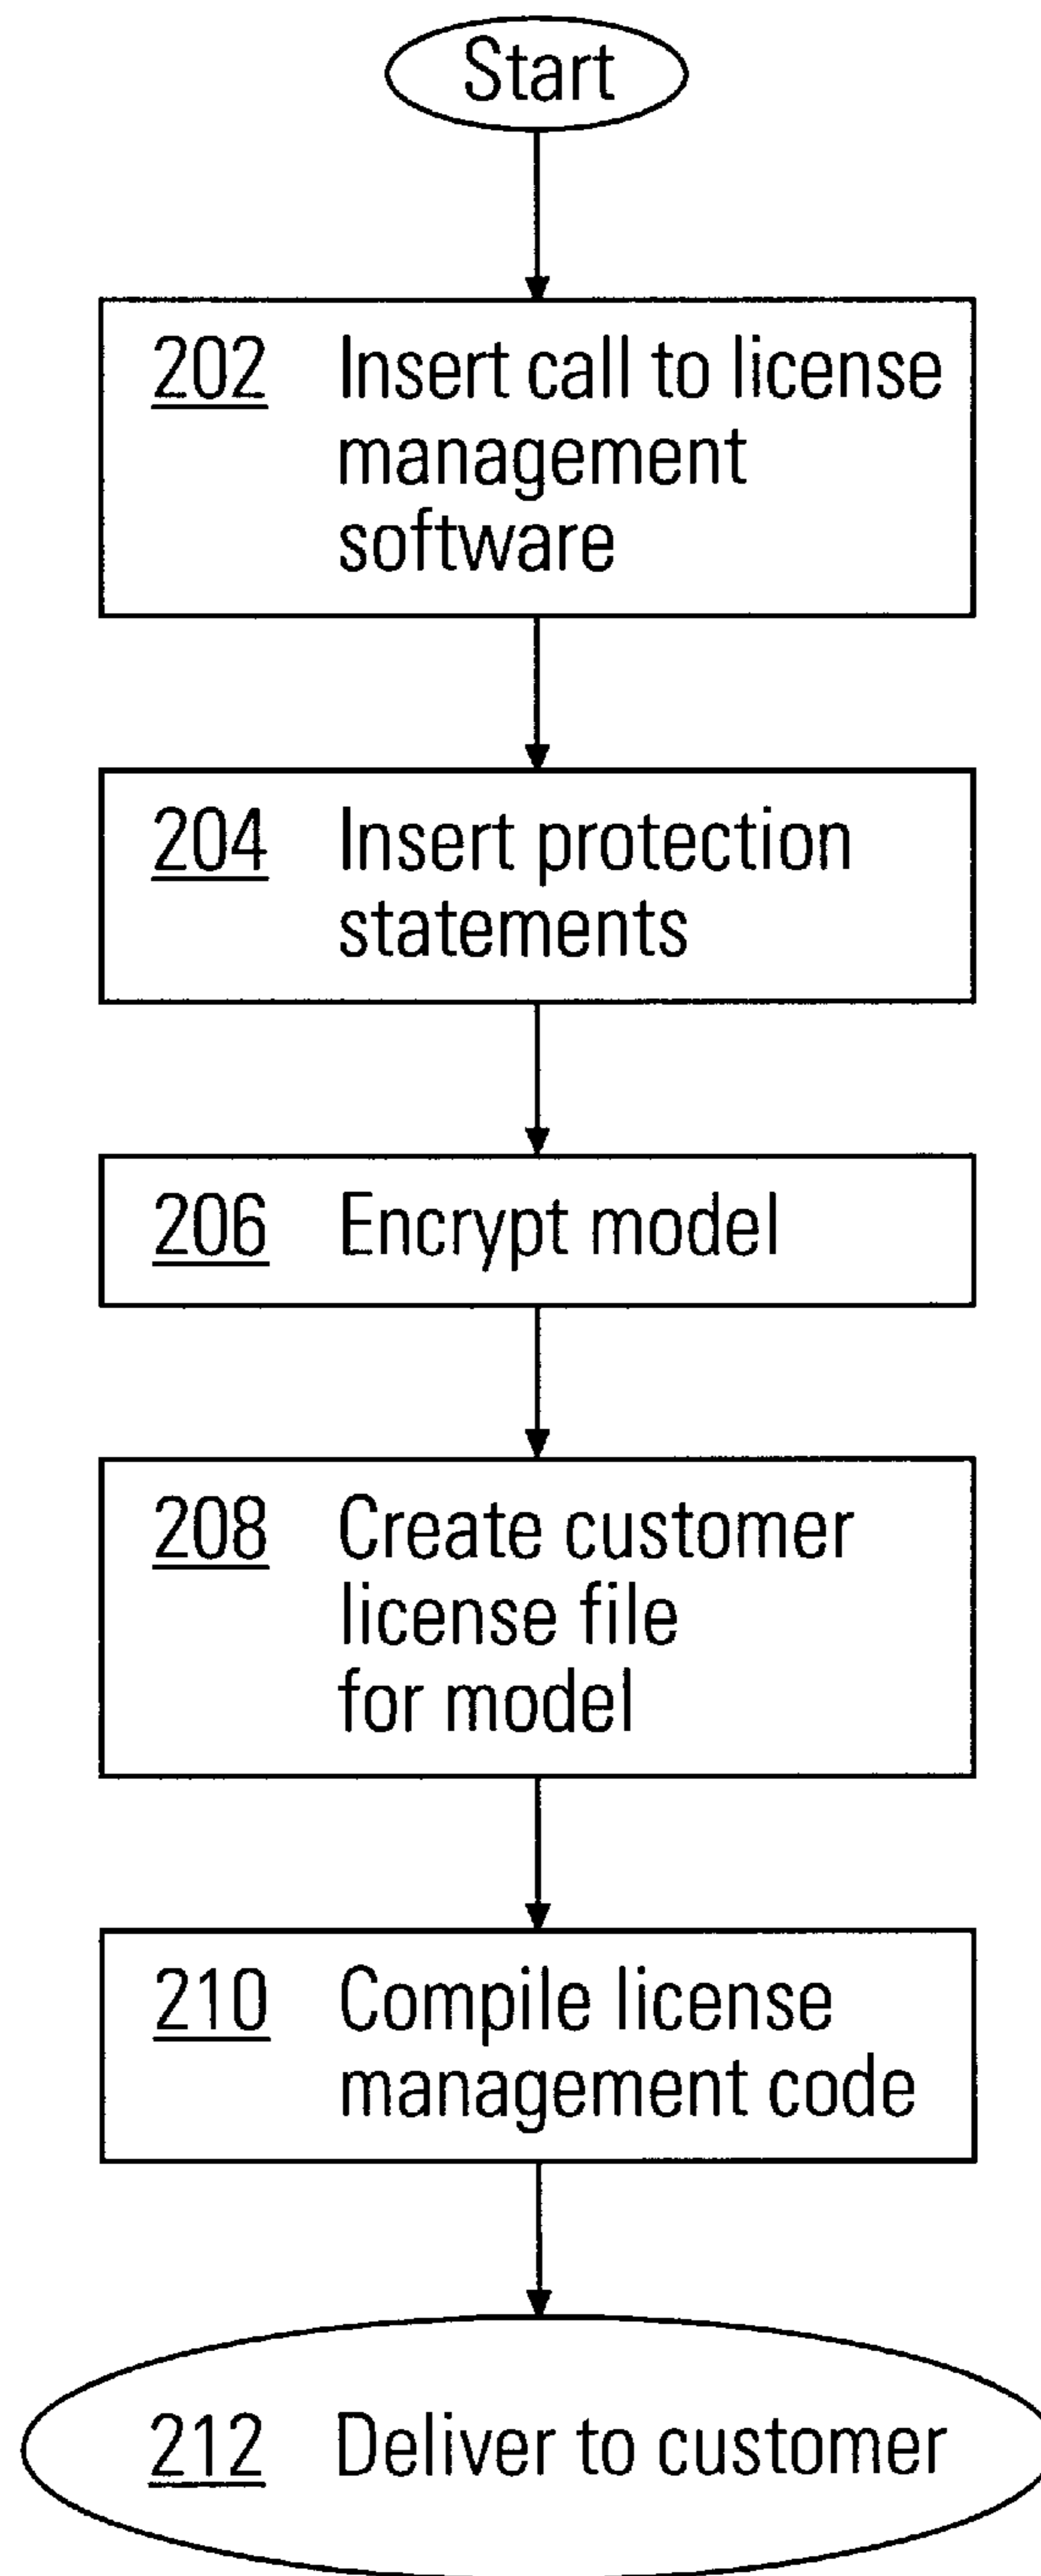 Start
202 Insert call to license
management
software
204 Insert protection
statements
206 Encrypt model
208 Create customer
license file
for model
210 Compile license
management code
212 Deliver to customer